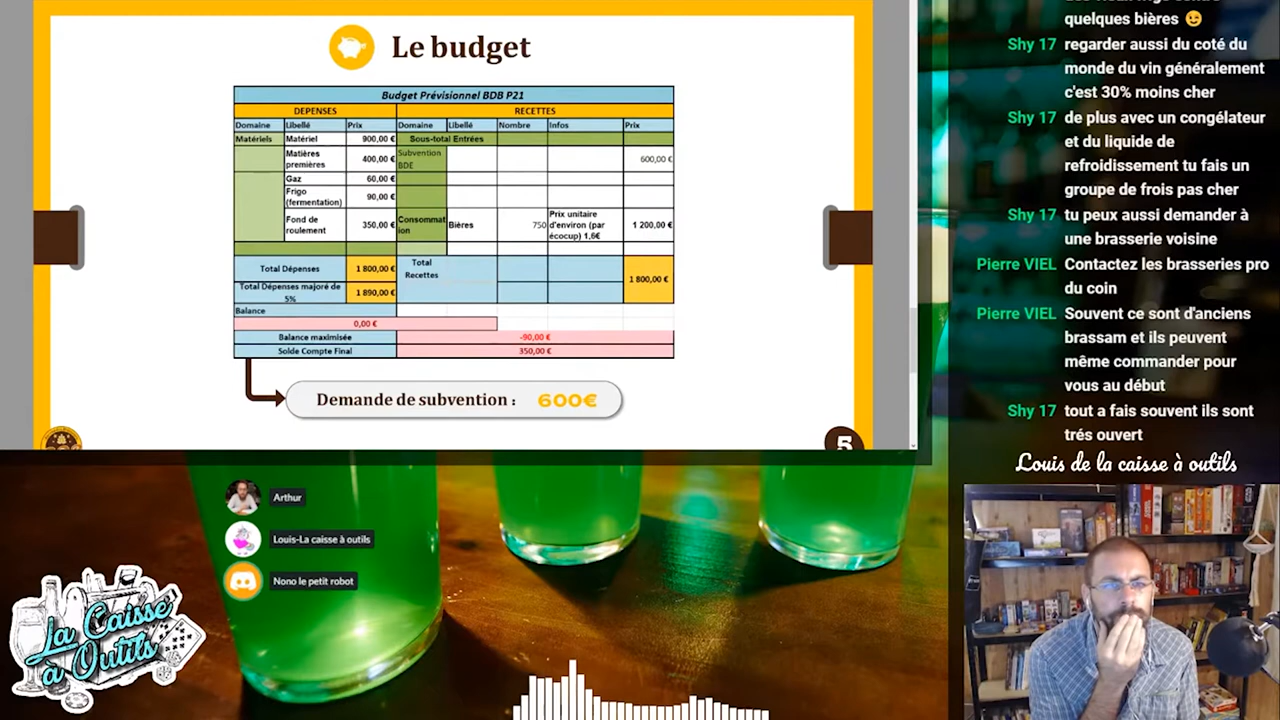 Le budget
Budget Prévisionnel BDB P21
DEPENSES RECETTES
Domaine Libellé Prix Domaine Libellé Nombre Infos Prix
Matériels Matériel 900,00 € Sous-total Entrées
Matières premières 400,00 € Subvention BDE 600,00 €
Gaz 60,00 €
Frigo (fermentation) 90,00 €
Fond de roulement 350,00 € Consommation Bières 750 Prix unitaire d'environ (par écocup) 1,6€ 1 200,00 €
Total Dépenses 1 800,00 € Total Recettes 1 800,00 €
Total Dépenses majoré de 5% 1 890,00 €
Balance
0,00 €
Balance maximisée -90,00 €
Solde Compte Final 350,00 €
Demande de subvention : 600€
5
quelques bières 😉
Shy 17 regarder aussi du coté du
monde du vin généralement
c'est 30% moins cher
Shy 17 de plus avec un congélateur
et du liquide de
refroidissement tu fais un
groupe de frois pas cher
Shy 17 tu peux aussi demander à
une brasserie voisine
Pierre VIEL Contactez les brasseries pro
du coin
Pierre VIEL Souvent ce sont d'anciens
brassam et ils peuvent
même commander pour
vous au début
Shy 17 tout a fais souvent ils sont
trés ouvert
Louis de la caisse à outils
Arthur
Louis-La caisse à outils
Nono le petit robot
La Caisse
à Outils